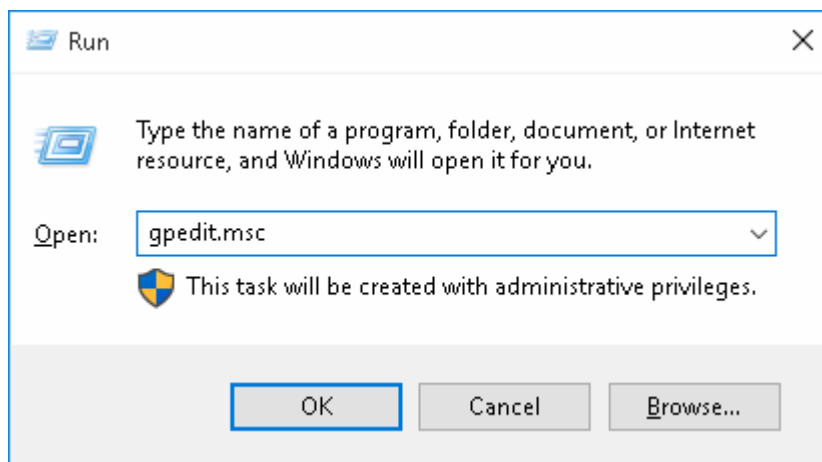 Run
Type the name of a program, folder, document, or Internet
resource, and Windows will open it for you.
Open: gpedit.msc
This task will be created with administrative privileges.
OK Cancel Browse...